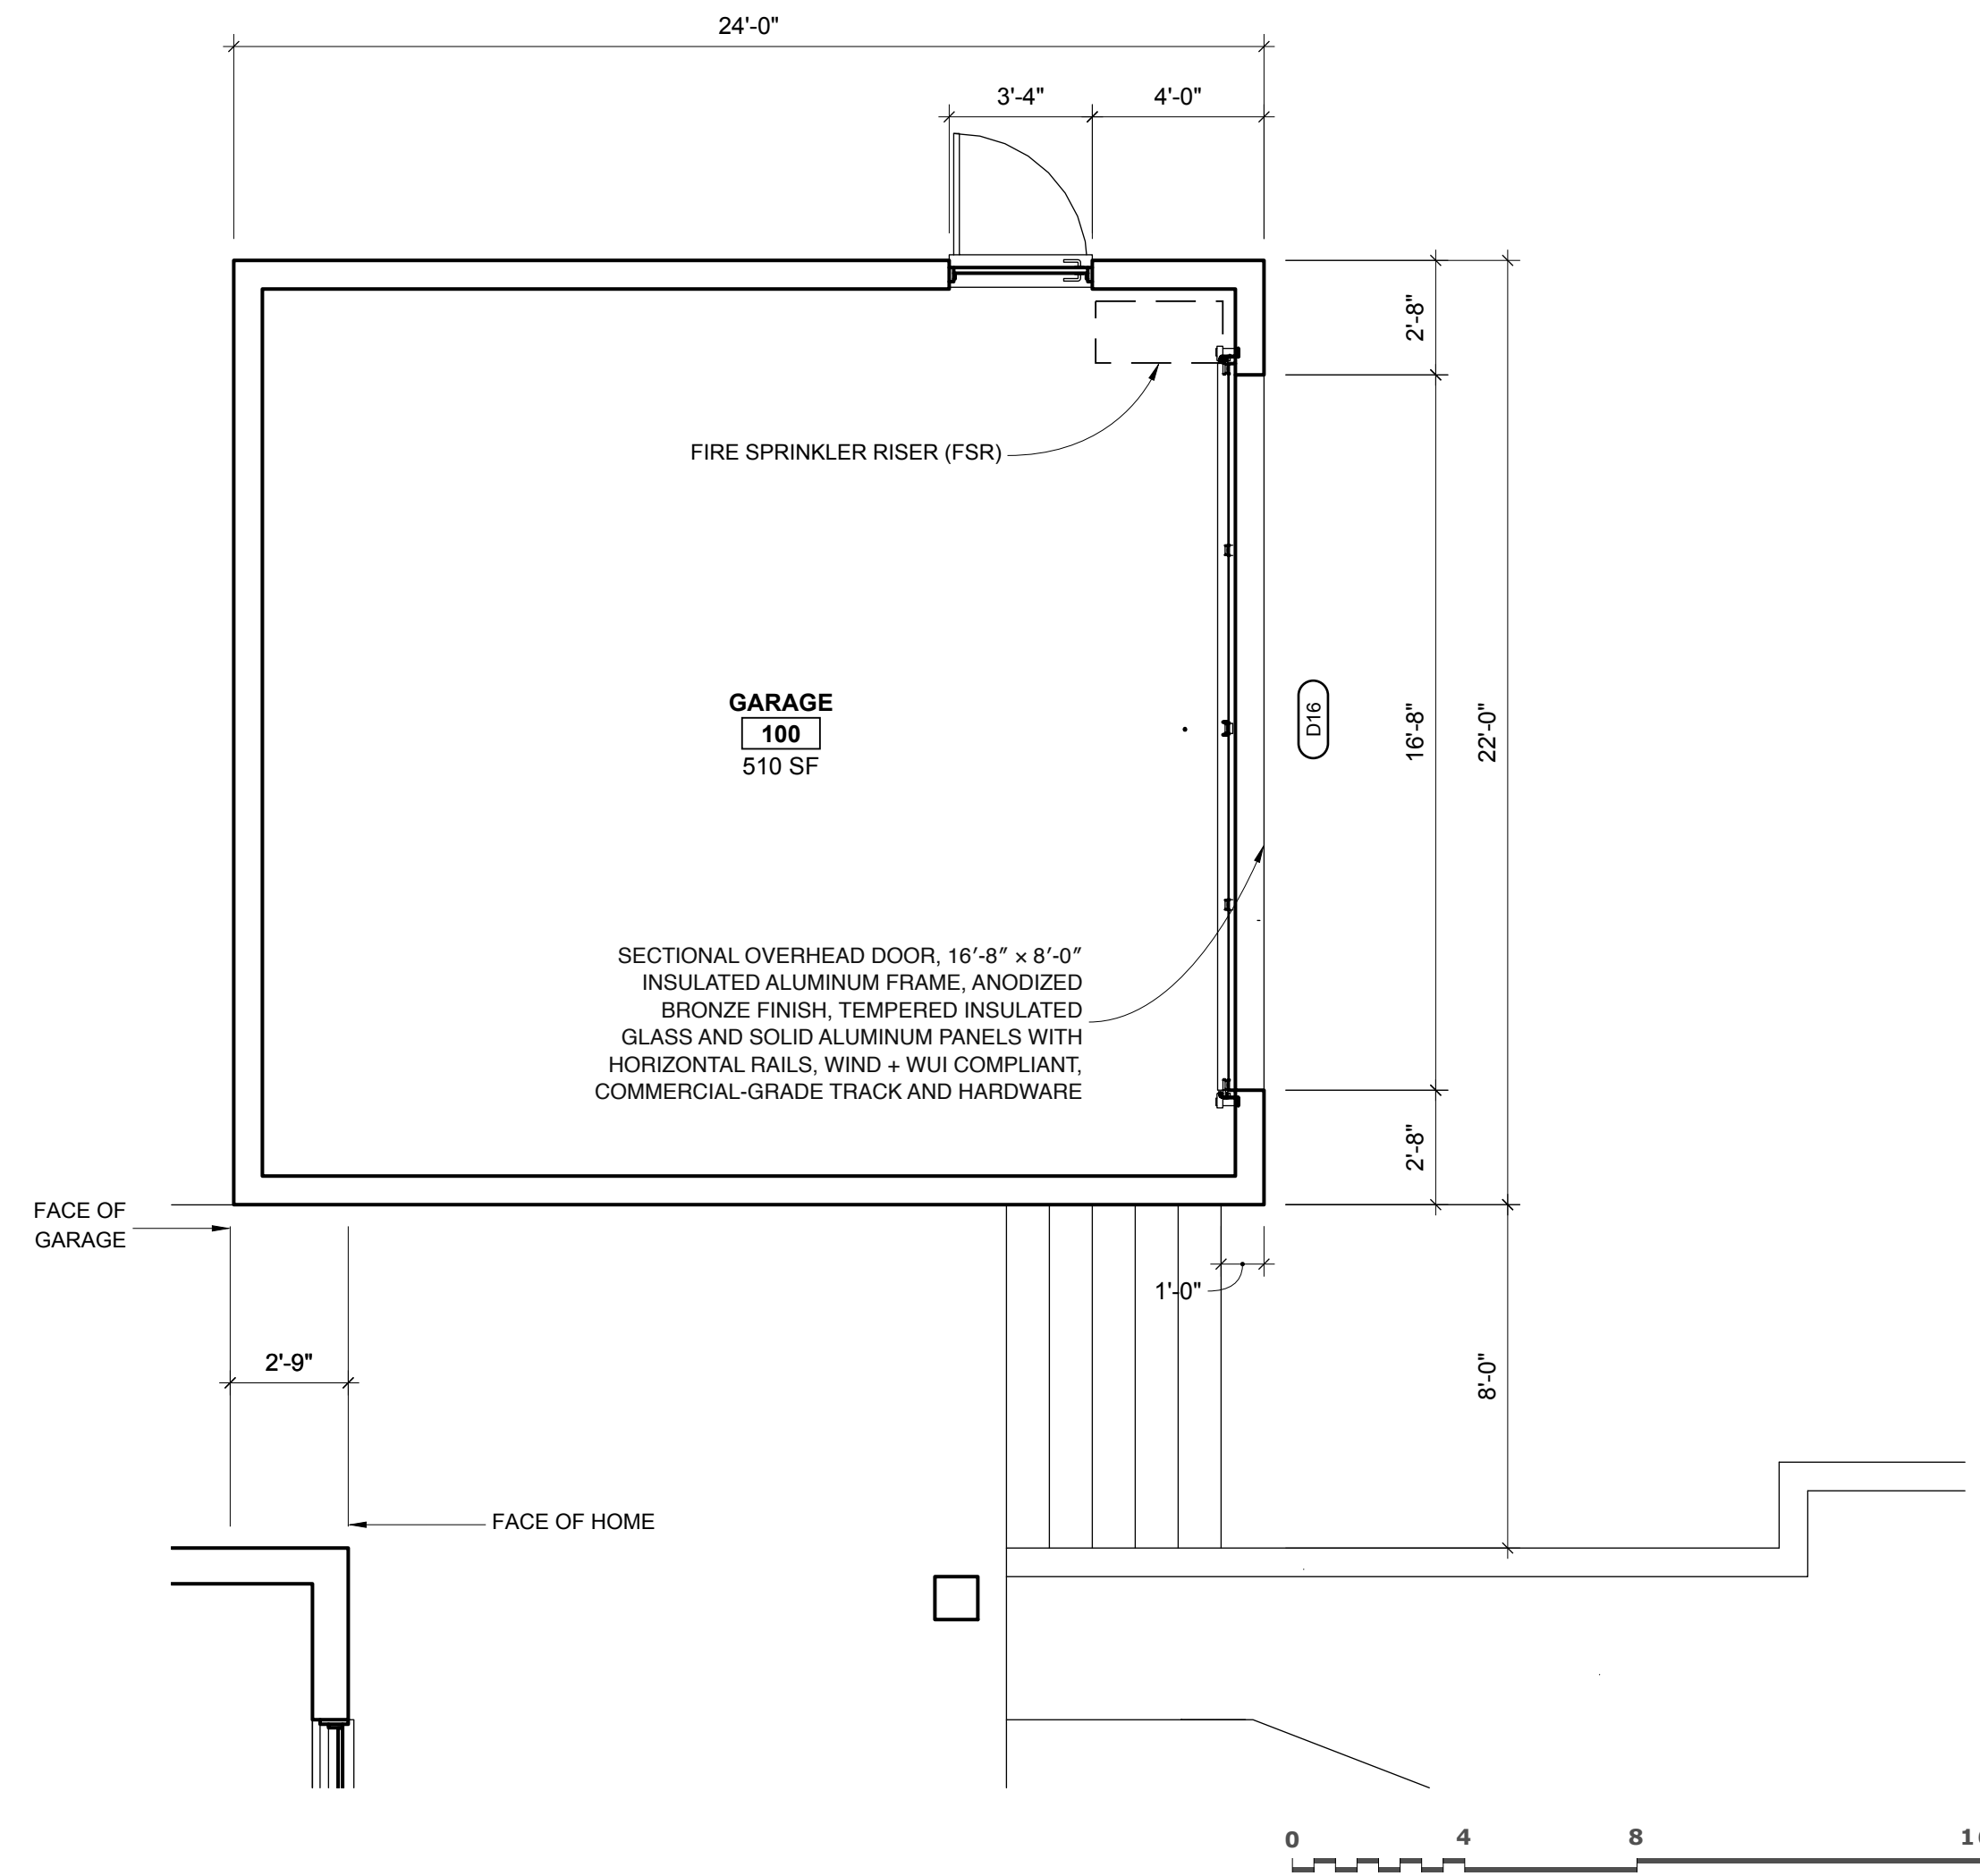 24'-0"
3'-4"
4'-0"
2'-8"
FIRE SPRINKLER RISER (FSR)
GARAGE
100
510 SF
D16
16'-8"
22'-0"
SECTIONAL OVERHEAD DOOR, 16′-8″ × 8′-0″
INSULATED ALUMINUM FRAME, ANODIZED
BRONZE FINISH, TEMPERED INSULATED
GLASS AND SOLID ALUMINUM PANELS WITH
HORIZONTAL RAILS, WIND + WUI COMPLIANT,
COMMERCIAL-GRADE TRACK AND HARDWARE
2'-8"
FACE OF
GARAGE
1'-0"
2'-9"
8'-0"
FACE OF HOME
0 4 8